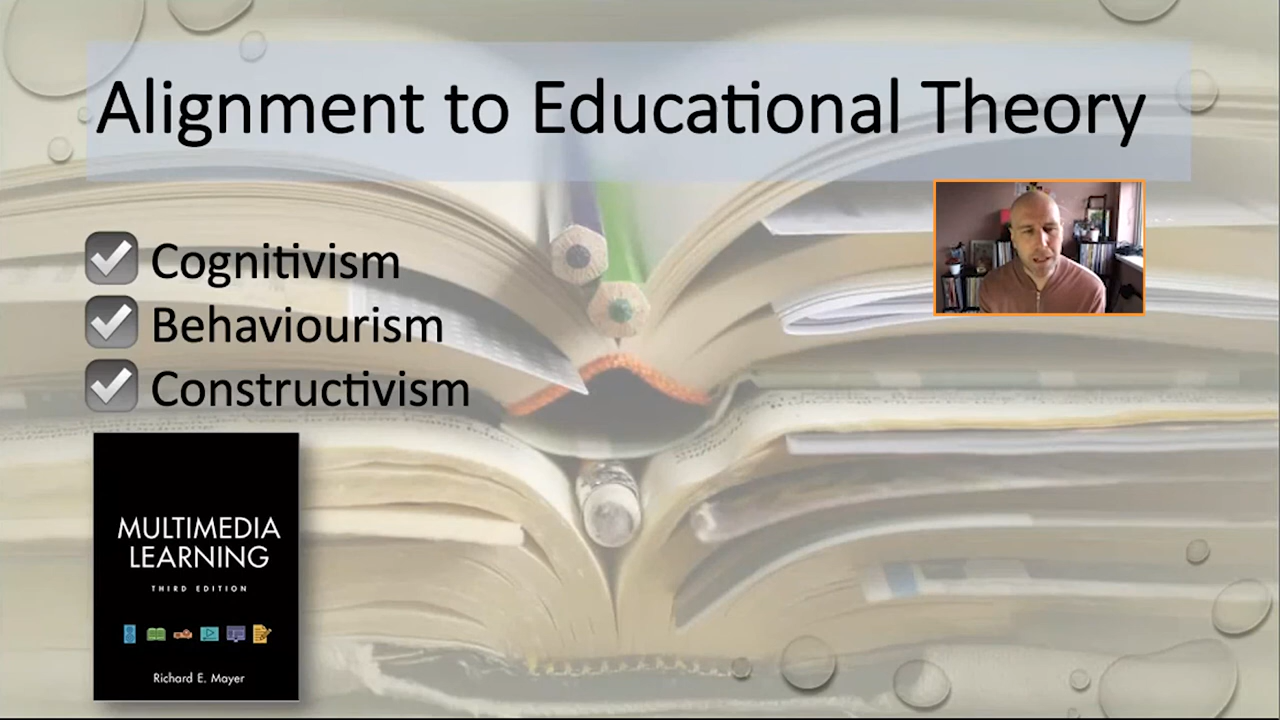 Alignment to Educational Theory
Cognitivism
Behaviourism
Constructivism
MULTIMEDIA
LEARNING
THIRD EDITION
Richard E. Mayer